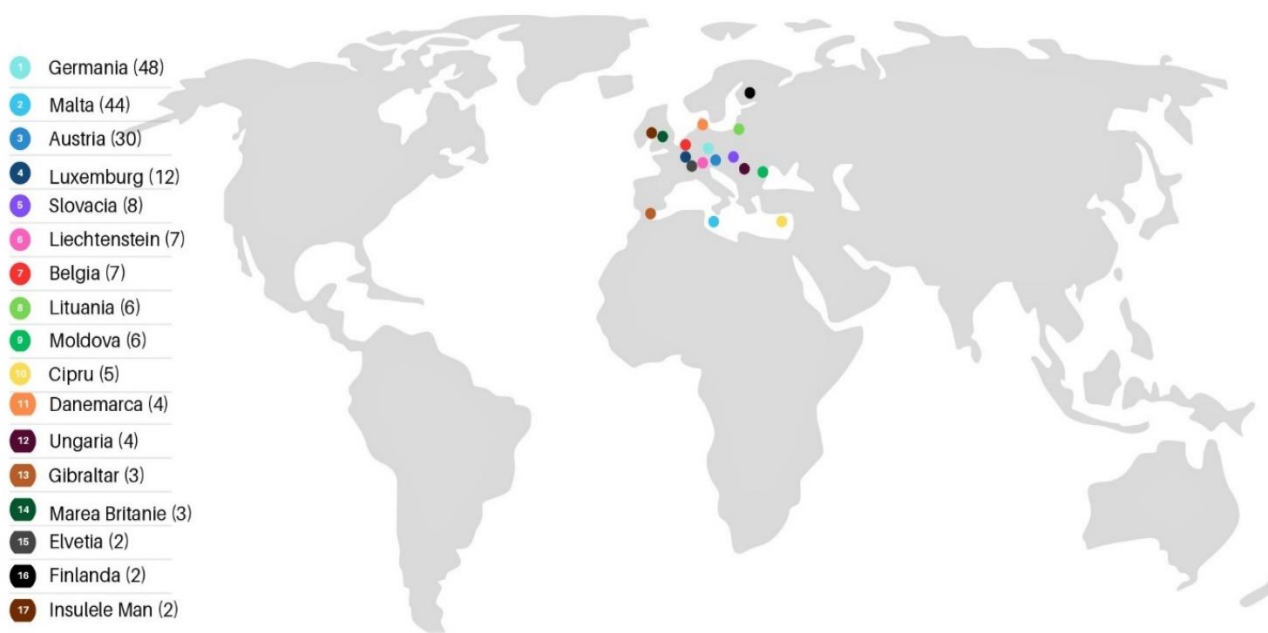 1 Germania (48)
2 Malta (44)
3 Austria (30)
4 Luxemburg (12)
5 Slovacia (8)
6 Liechtenstein (7)
7 Belgia (7)
8 Lituania (6)
9 Moldova (6)
10 Cipru (5)
11 Danemarca (4)
12 Ungaria (4)
13 Gibraltar (3)
14 Marea Britanie (3)
15 Elvetia (2)
16 Finlanda (2)
17 Insulele Man (2)